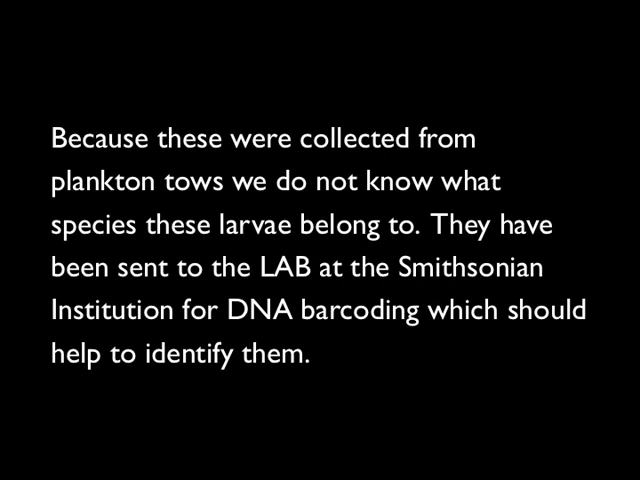 Because these were collected from
plankton tows we do not know what
species these larvae belong to. They have
been sent to the LAB at the Smithsonian
Institution for DNA barcoding which should
help to identify them.